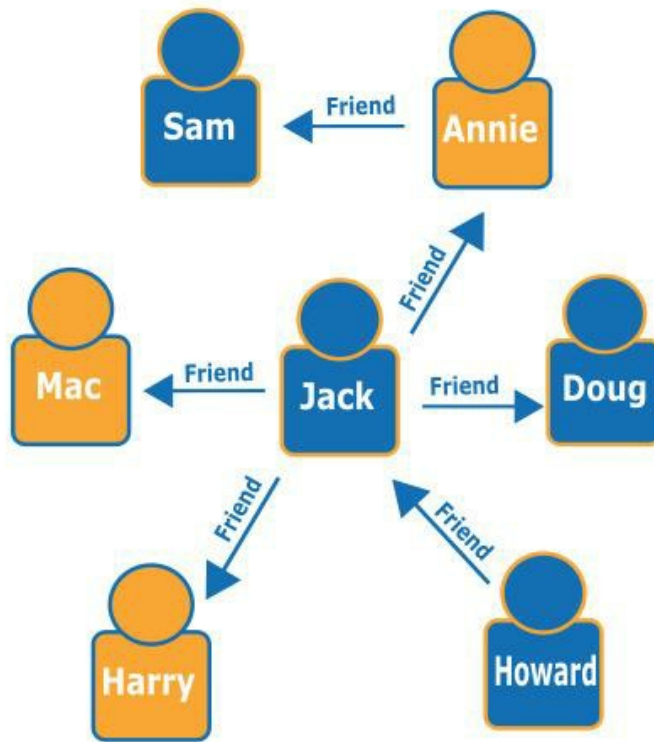 Friend
Sam
Annie
Friend
Mac
Friend
Jack
Friend
Doug
Friend
Friend
Harry
Howard